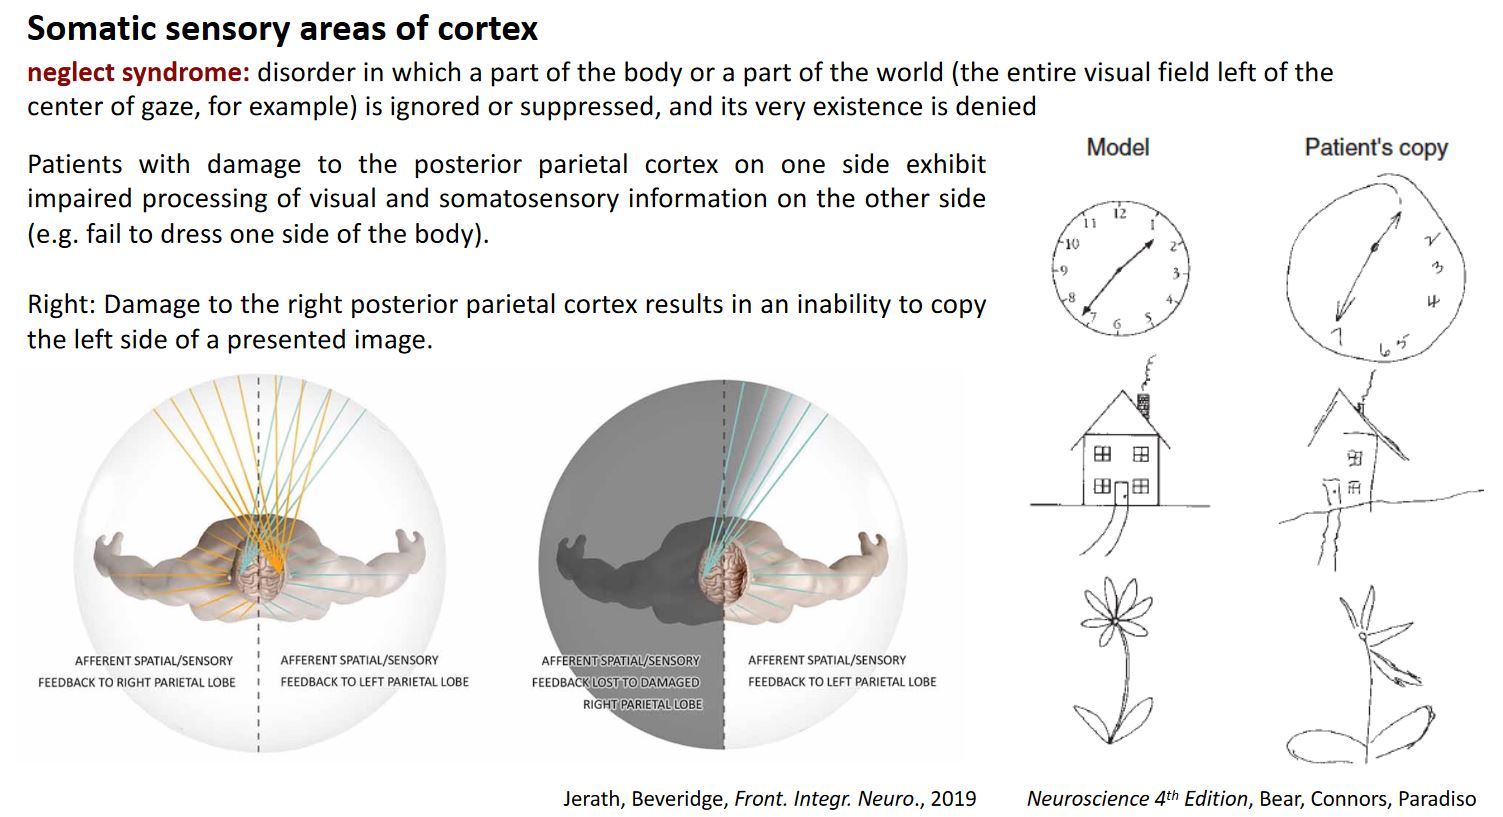 Somatic sensory areas of cortex
neglect syndrome: disorder in which a part of the body or a part of the world (the entire visual field left of the
center of gaze, for example) is ignored or suppressed, and its very existence is denied
Patients with damage to the posterior parietal cortex on one side exhibit
impaired processing of visual and somatosensory information on the other side
(e.g. fail to dress one side of the body).
Right: Damage to the right posterior parietal cortex results in an inability to copy
the left side of a presented image.
AFFERENT SPATIAL/SENSORY
FEEDBACK TO RIGHT PARIETAL LOBE
AFFERENT SPATIAL/SENSORY
FEEDBACK TO LEFT PARIETAL LOBE
AFFERENT SPATIAL/SENSORY
FEEDBACK LOST TO DAMAGED
RIGHT PARIETAL LOBE
AFFERENT SPATIAL/SENSORY
FEEDBACK TO LEFT PARIETAL LOBE
Jerath, Beveridge, Front. Integr. Neuro., 2019
Model
12
1
2
3
4
5
6
7
8
9
10
11
Patient's copy
2
3
4
5
6
7
Neuroscience 4th Edition, Bear, Connors, Paradiso